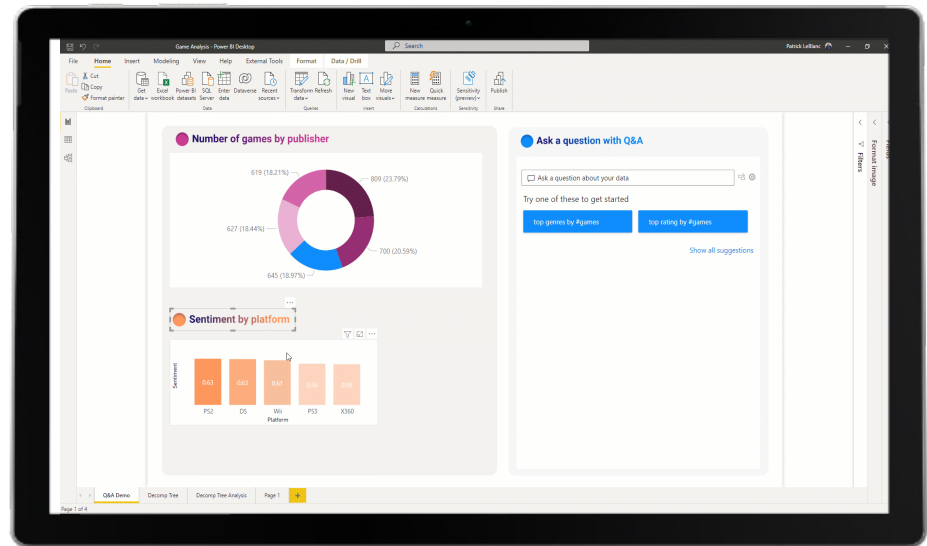 Game Analysis - Power BI Desktop
Search
Patrick LeBlanc
File Home Insert Modeling View Help External Tools Format Data / Drill
Paste
Cut
Copy
Format painter
Get data
Excel workbook
Power BI datasets
SQL Server
Enter data
Dataverse
Recent sources
Transform data
Refresh
New visual
Text box
More visuals
New measure
Quick measure
Sensitivity (preview)
Publish
Clipboard Data Queries Insert Calculations Sensitivity Share
Number of games by publisher
619 (18.21%)
809 (23.79%)
627 (18.44%)
700 (20.59%)
645 (18.97%)
Sentiment by platform
Sentiment
0.63 0.62
PS2 DS Wii PS3 X360
Platform
Ask a question with Q&A
Ask a question about your data
Try one of these to get started
top genres by #games
top rating by #games
Show all suggestions
Filters
Format image
Q&A Demo Decomp Tree Decomp Tree Analysis Page 1
Page 1 of 4